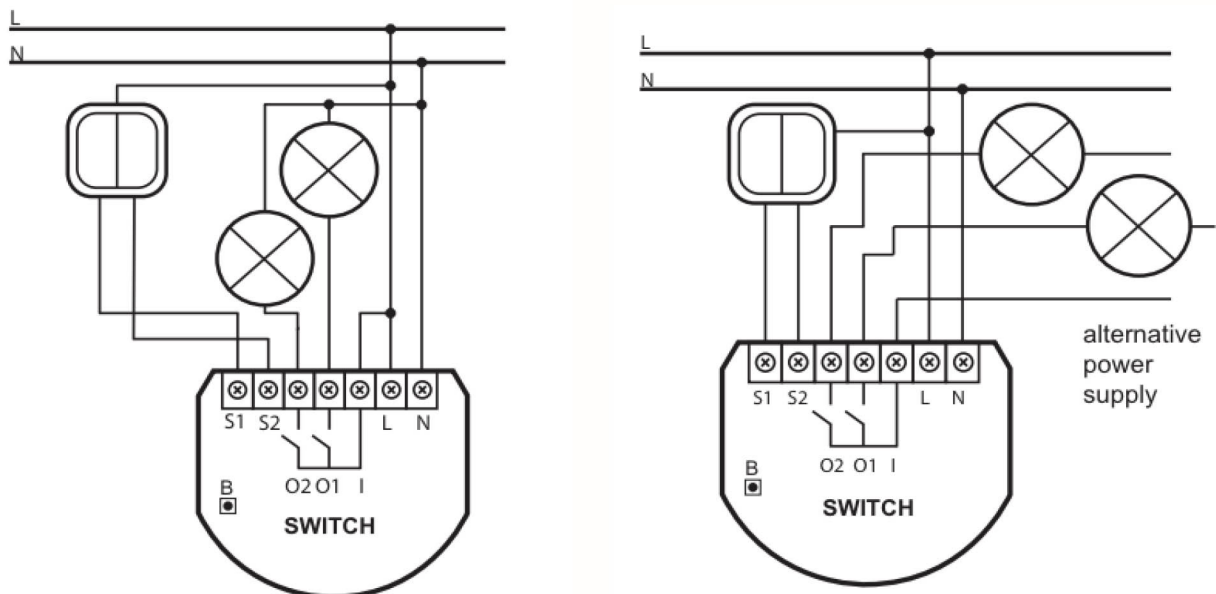 L
N
S1 S2 L N
O2 O1 I
B
SWITCH
L
N
alternative
power
supply
S1 S2 L N
O2 O1 I
B
SWITCH